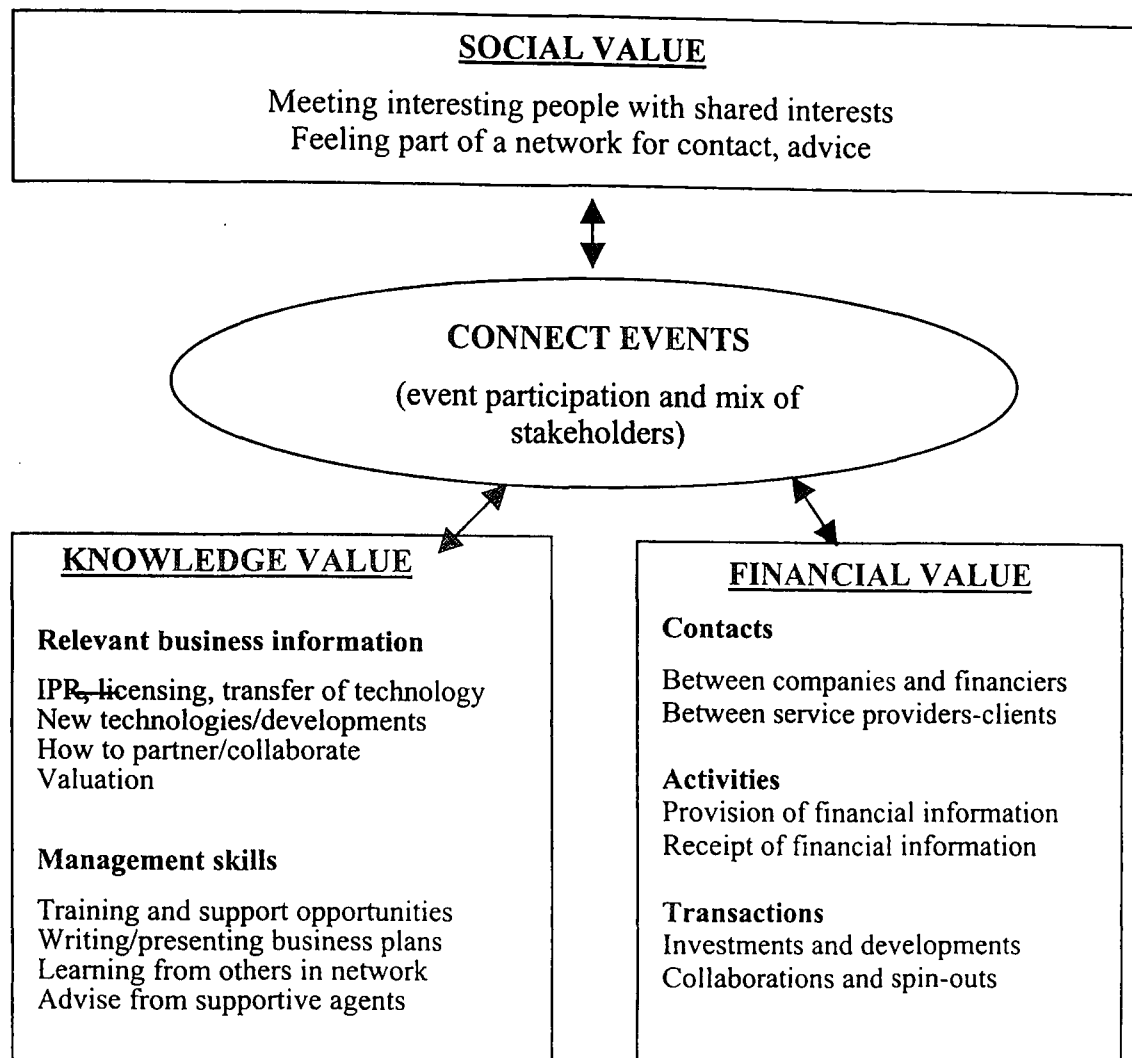 SOCIAL VALUE
Meeting interesting people with shared interests
Feeling part of a network for contact, advice
CONNECT EVENTS
(event participation and mix of
stakeholders)
KNOWLEDGE VALUE
Relevant business information
IPR, licensing, transfer of technology
New technologies/developments
How to partner/collaborate
Valuation
Management skills
Training and support opportunities
Writing/presenting business plans
Learning from others in network
Advise from supportive agents
FINANCIAL VALUE
Contacts
Between companies and financiers
Between service providers-clients
Activities
Provision of financial information
Receipt of financial information
Transactions
Investments and developments
Collaborations and spin-outs